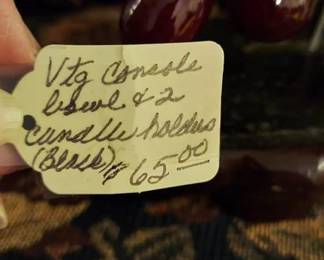 Vtg Console
bowl & 2
candle holders
(Black) $65.00